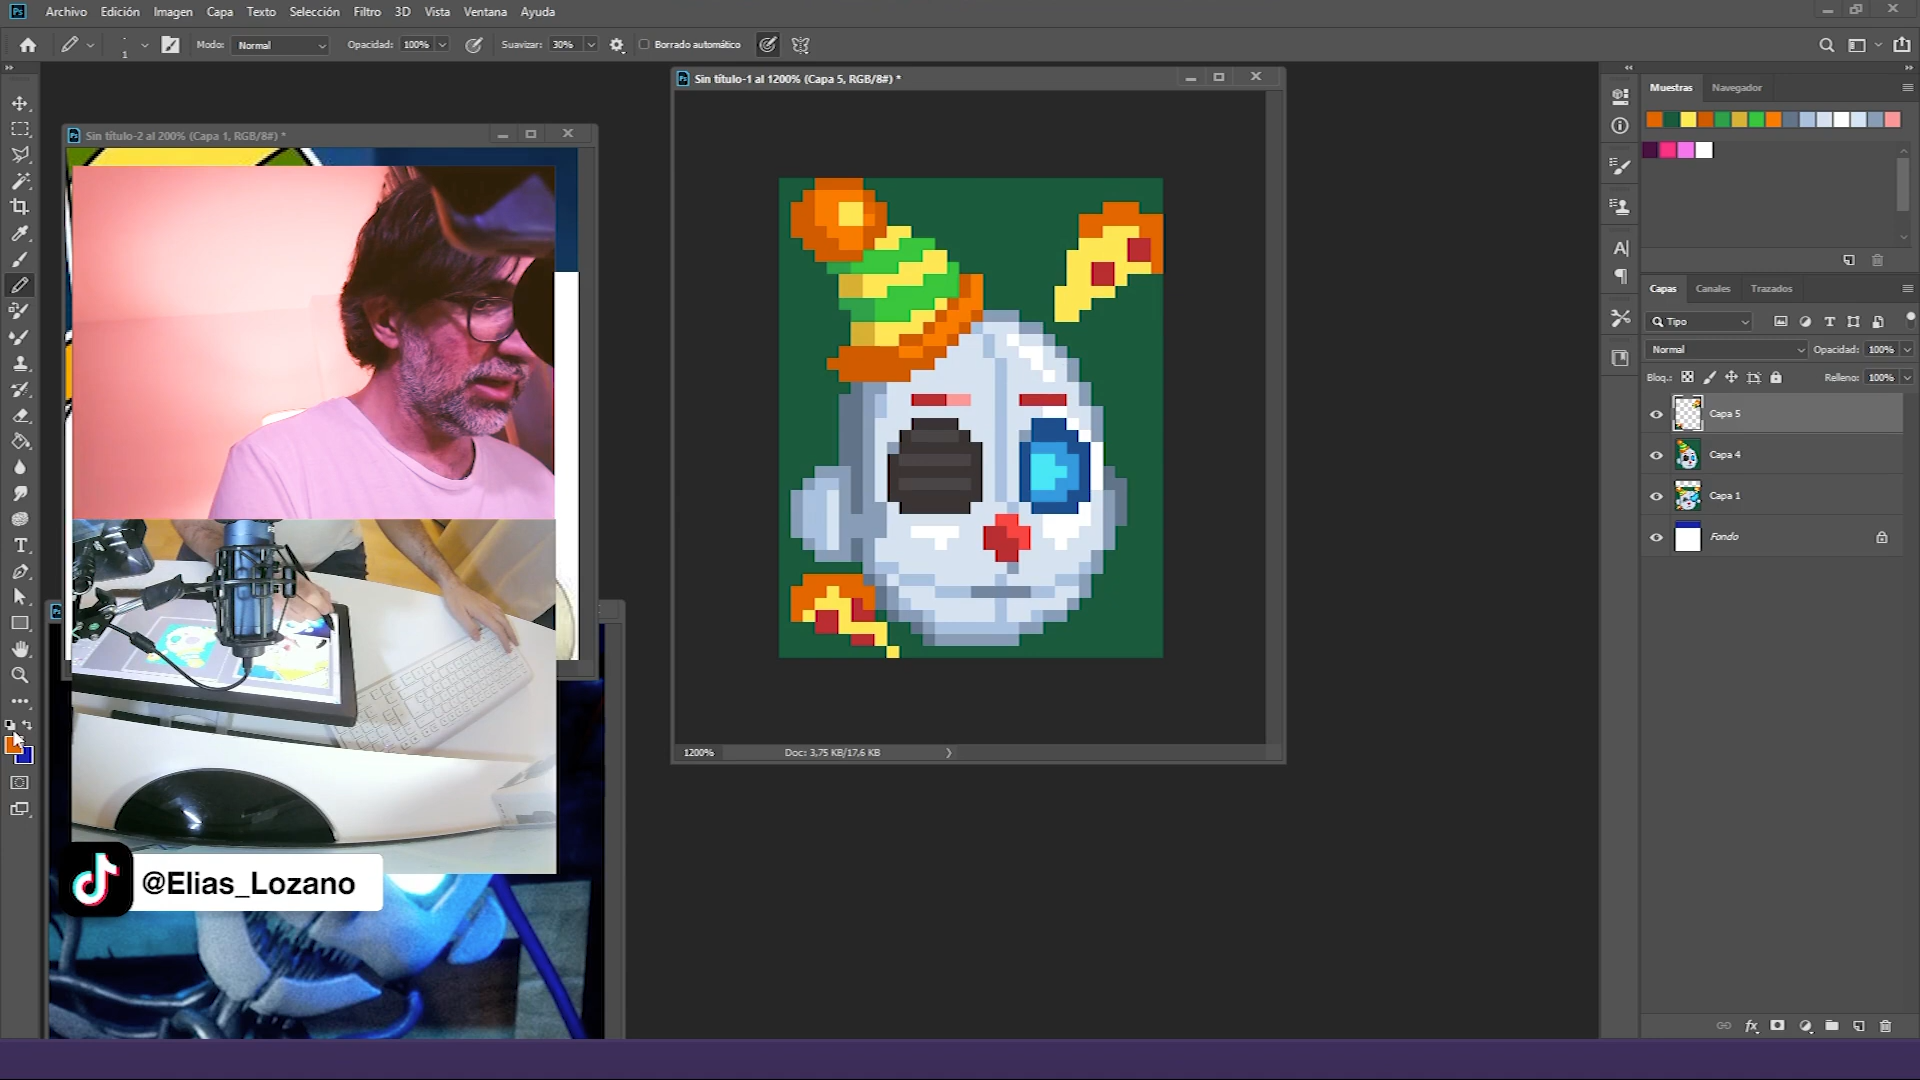 Ps Archivo Edición Imagen Capa Texto Selección Filtro 3D Vista Ventana Ayuda
1 Modo: Normal Opacidad: 100% Suavizar: 30% Borrado automático
Sin título-1 al 1200% (Capa 5, RGB/8#) *
Muestras Navegador
Sin título-2 al 200% (Capa 1, RGB/8#) *
Capas Canales Trazados
Tipo
Normal Opacidad: 100%
Bloq.: Relleno: 100%
Capa 5
Capa 4
Capa 1
Fondo
1200% Doc: 3,75 KB/17,6 KB
@Elias_Lozano